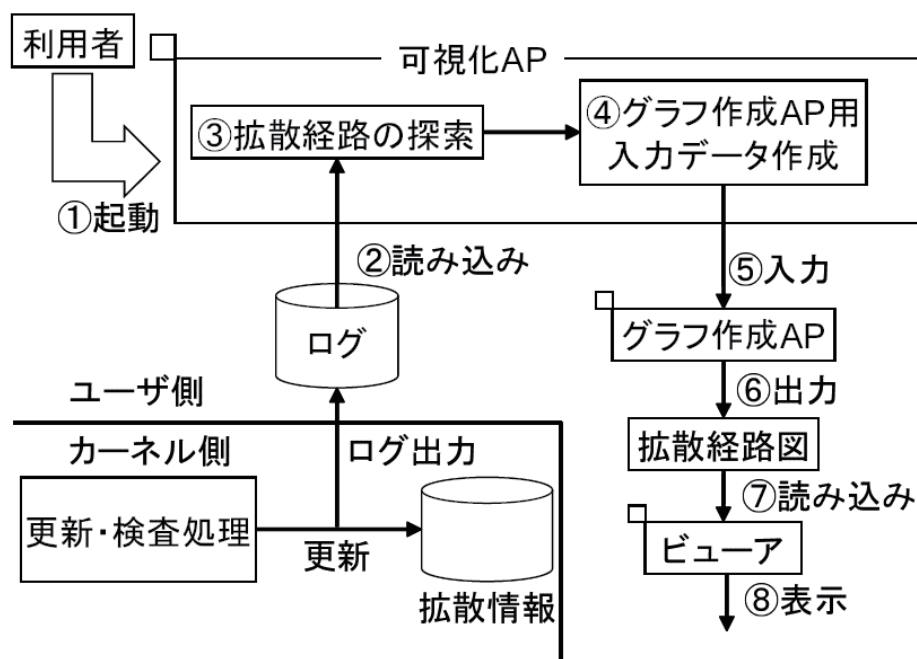 利用者
可視化AP
③拡散経路の探索
④グラフ作成AP用
入力データ作成
①起動
②読み込み
⑤入力
ログ
グラフ作成AP
ユーザ側
⑥出力
カーネル側
ログ出力
拡散経路図
⑦読み込み
更新・検査処理
更新
ビューア
拡散情報
⑧表示